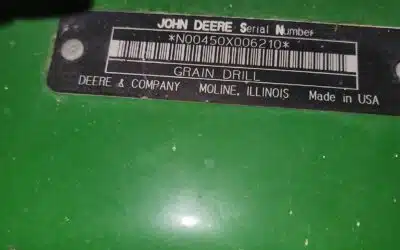 JOHN DEERE Serial Number
*N00450X006210*
GRAIN DRILL
DEERE & COMPANY MOLINE, ILLINOIS Made in USA